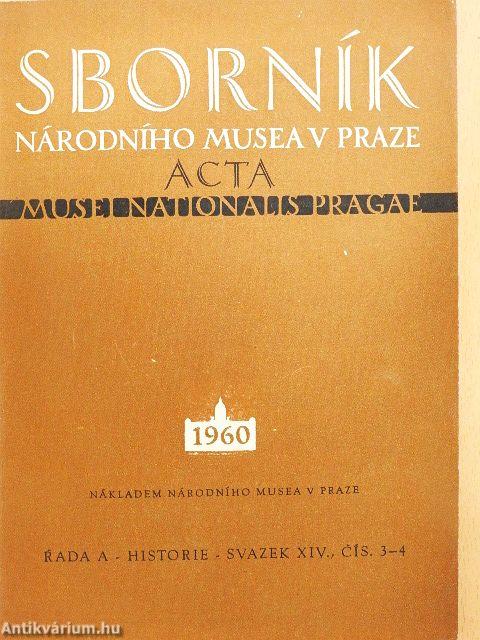 SBORNÍK
NÁRODNÍHO MUSEA V PRAZE
ACTA
MUSEI NATIONALIS PRAGAE
1960
NÁKLADEM NÁRODNÍHO MUSEA V PRAZE
ŘADA A - HISTORIE - SVAZEK XIV., ČÍS. 3–4
Antikvárium.hu